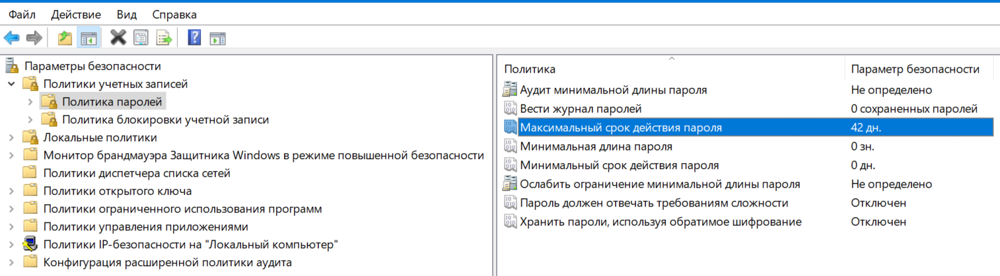 Файл Действие Вид Справка
Параметры безопасности
Политики учетных записей
Политика паролей
Политика блокировки учетной записи
Локальные политики
Монитор брандмауэра Защитника Windows в режиме повышенной безопасности
Политики диспетчера списка сетей
Политики открытого ключа
Политики ограниченного использования программ
Политики управления приложениями
Политики IP-безопасности на "Локальный компьютер"
Конфигурация расширенной политики аудита
Политика Параметр безопасности
Аудит минимальной длины пароля Не определено
Вести журнал паролей 0 сохраненных паролей
Максимальный срок действия пароля 42 дн.
Минимальная длина пароля 0 зн.
Минимальный срок действия пароля 0 дн.
Ослабить ограничение минимальной длины пароля Не определено
Пароль должен отвечать требованиям сложности Отключен
Хранить пароли, используя обратимое шифрование Отключен